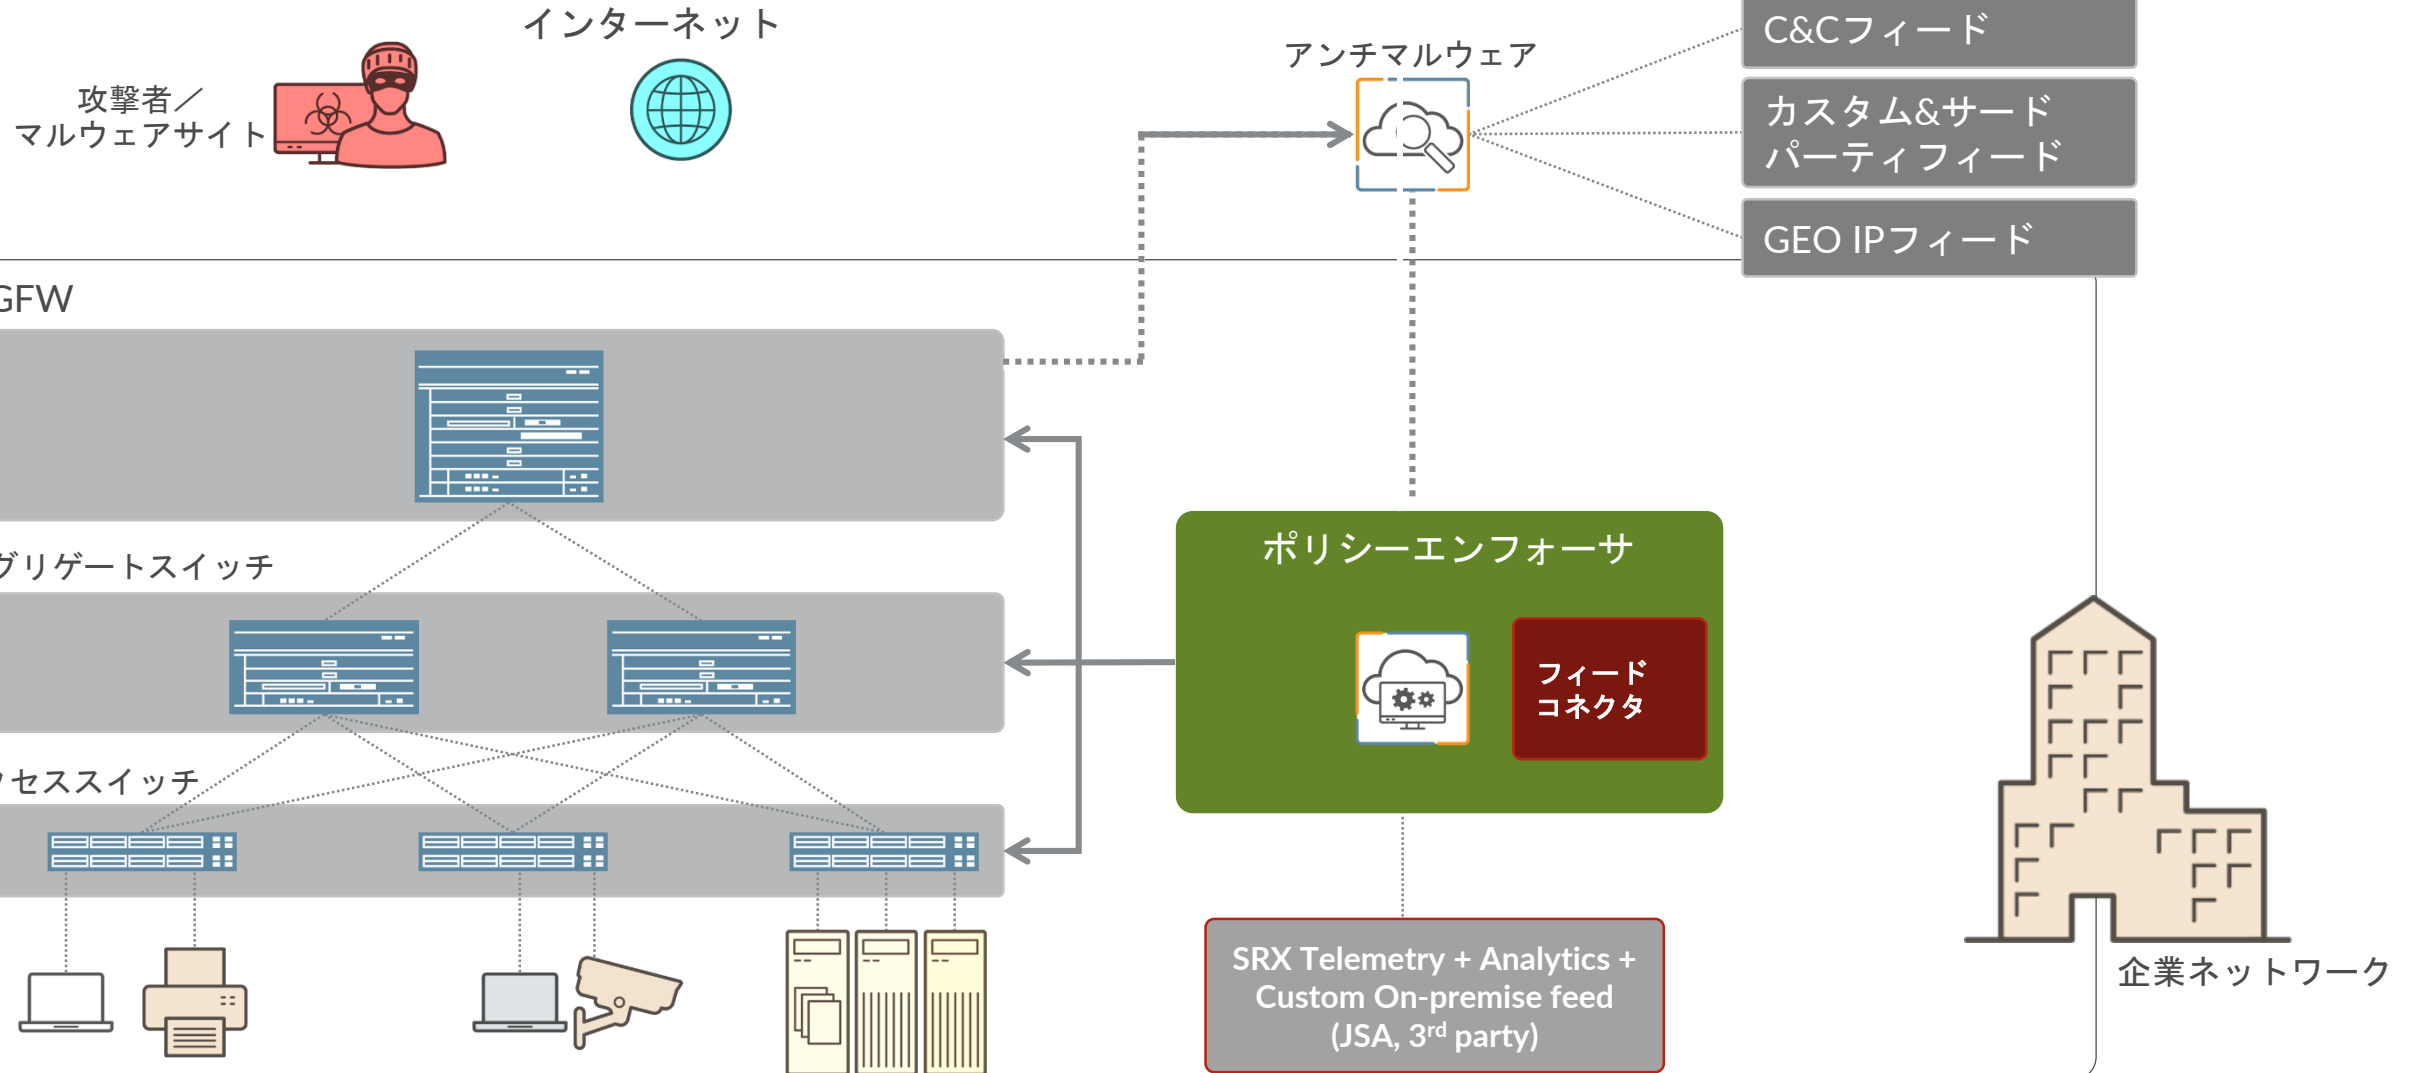 インターネット
攻撃者／
マルウェアサイト
アンチマルウェア
C&Cフィード
カスタム&サード
パーティフィード
GEO IPフィード
GFW
グリゲートスイッチ
クセススイッチ
ポリシーエンフォーサ
フィード
コネクタ
SRX Telemetry + Analytics +
Custom On-premise feed
(JSA, 3rd party)
企業ネットワーク